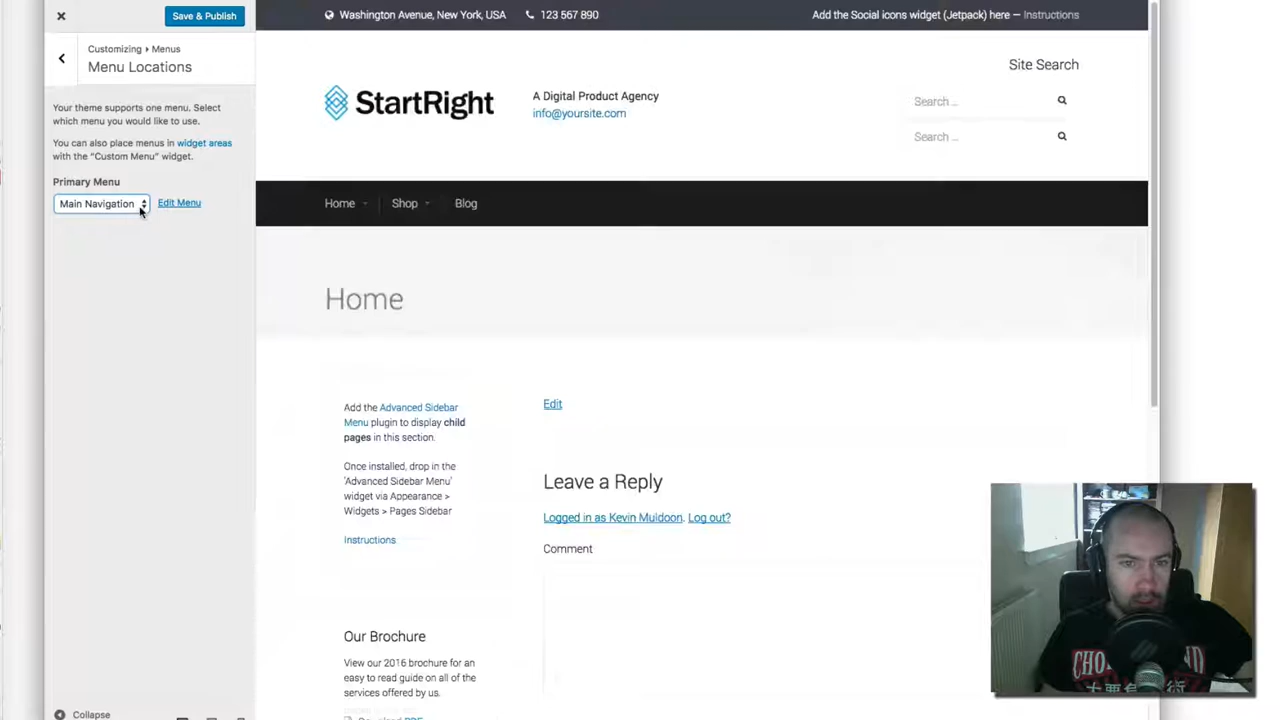 Save & Publish
Customizing ▸ Menus
Menu Locations
Your theme supports one menu. Select
which menu you would like to use.
You can also place menus in widget areas
with the "Custom Menu" widget.
Primary Menu
Main Navigation
Edit Menu
Collapse
Washington Avenue, New York, USA
123 567 890
Add the Social icons widget (Jetpack) here — Instructions
StartRight
A Digital Product Agency
info@yoursite.com
Site Search
Search ...
Search ...
Home
Shop
Blog
Home
Add the Advanced Sidebar
Menu plugin to display child
pages in this section.
Once installed, drop in the
'Advanced Sidebar Menu'
widget via Appearance >
Widgets > Pages Sidebar
Instructions
Our Brochure
View our 2016 brochure for an
easy to read guide on all of the
services offered by us.
Edit
Leave a Reply
Logged in as Kevin Muldoon. Log out?
Comment